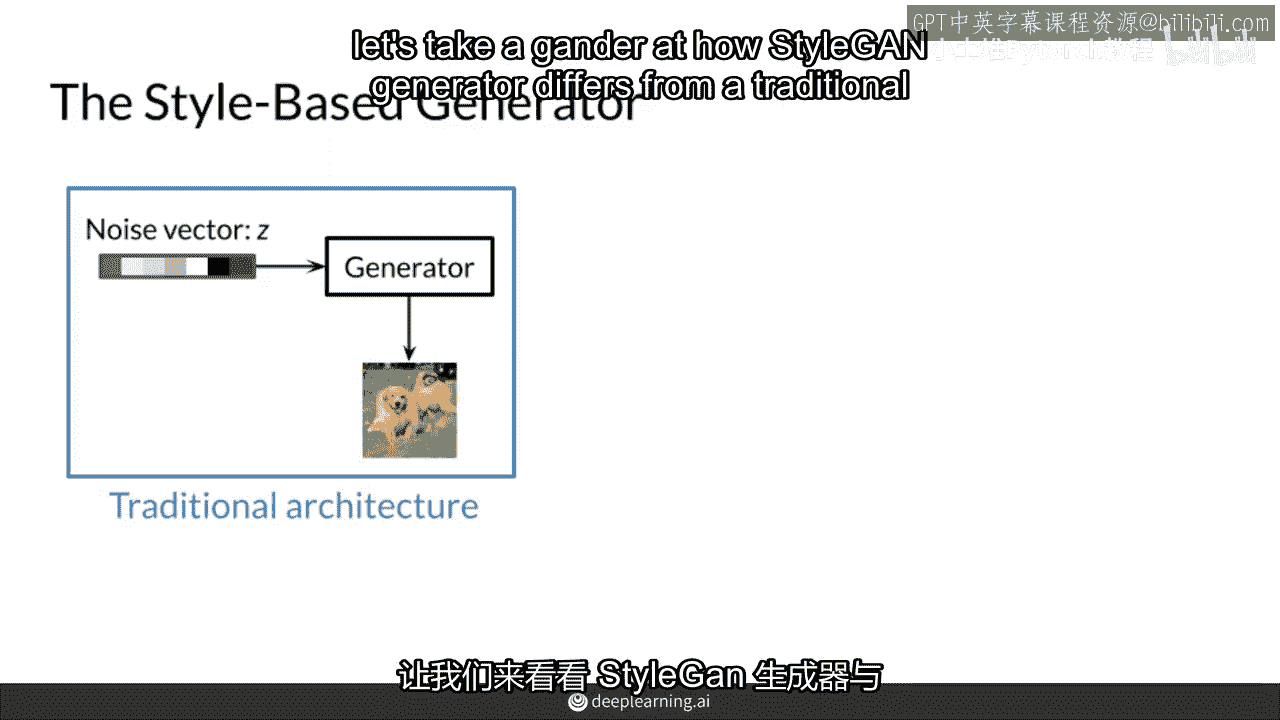 GPT中英字幕课程资源@bilibili.com
let's take a gander at how StyleGAN
generator differs from a traditional
The Style-Based Generator
Noise vector: z
Generator
Traditional architecture
让我们来看看 StyleGan 生成器与
deeplearning.ai